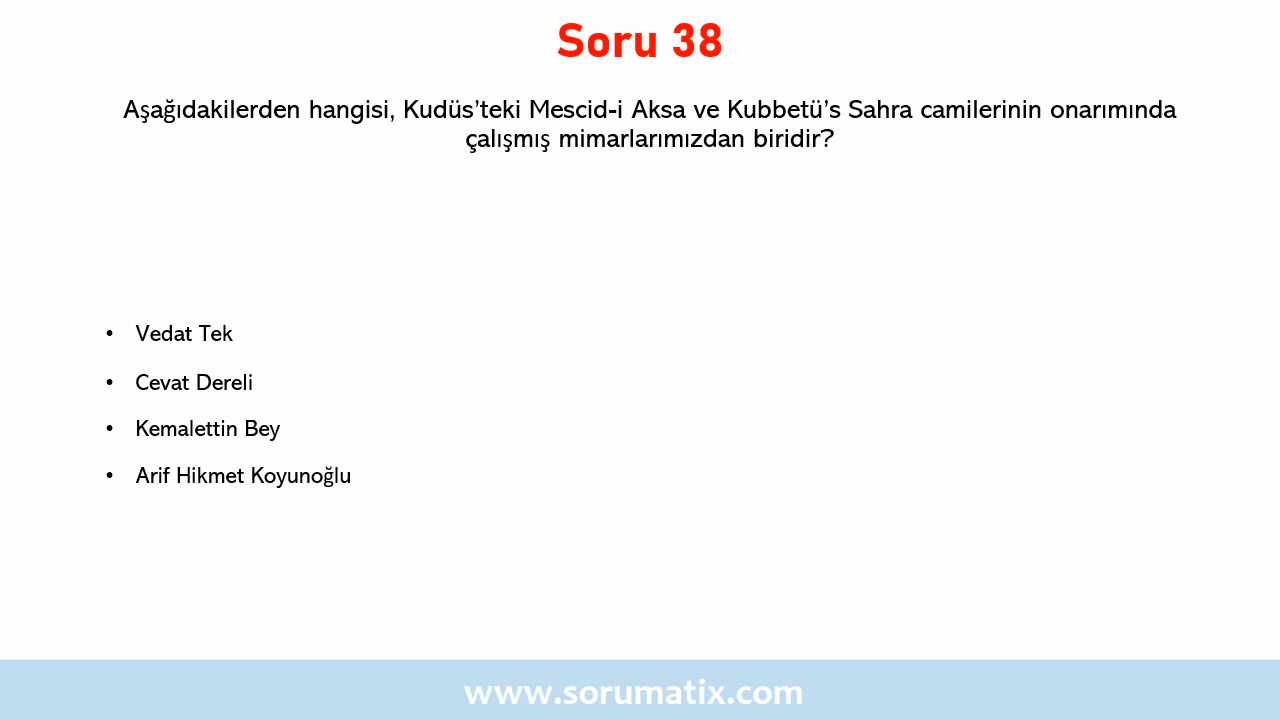 Soru 38
Aşağıdakilerden hangisi, Kudüs’teki Mescid-i Aksa ve Kubbetü’s Sahra camilerinin onarımında
çalışmış mimarlarımızdan biridir?
• Vedat Tek
• Cevat Dereli
• Kemalettin Bey
• Arif Hikmet Koyunoğlu
www.sorumatix.com